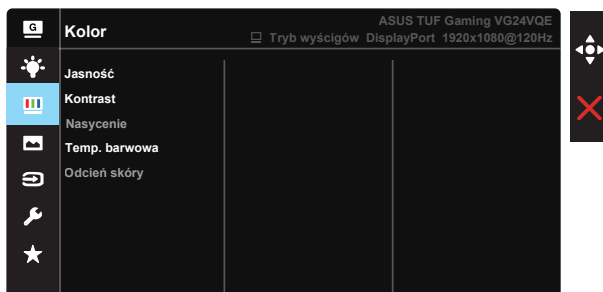 G
Kolor
ASUS TUF Gaming VG24VQE
Tryb wyścigów DisplayPort 1920x1080@120Hz
Jasność
Kontrast
Nasycenie
Temp. barwowa
Odcień skóry